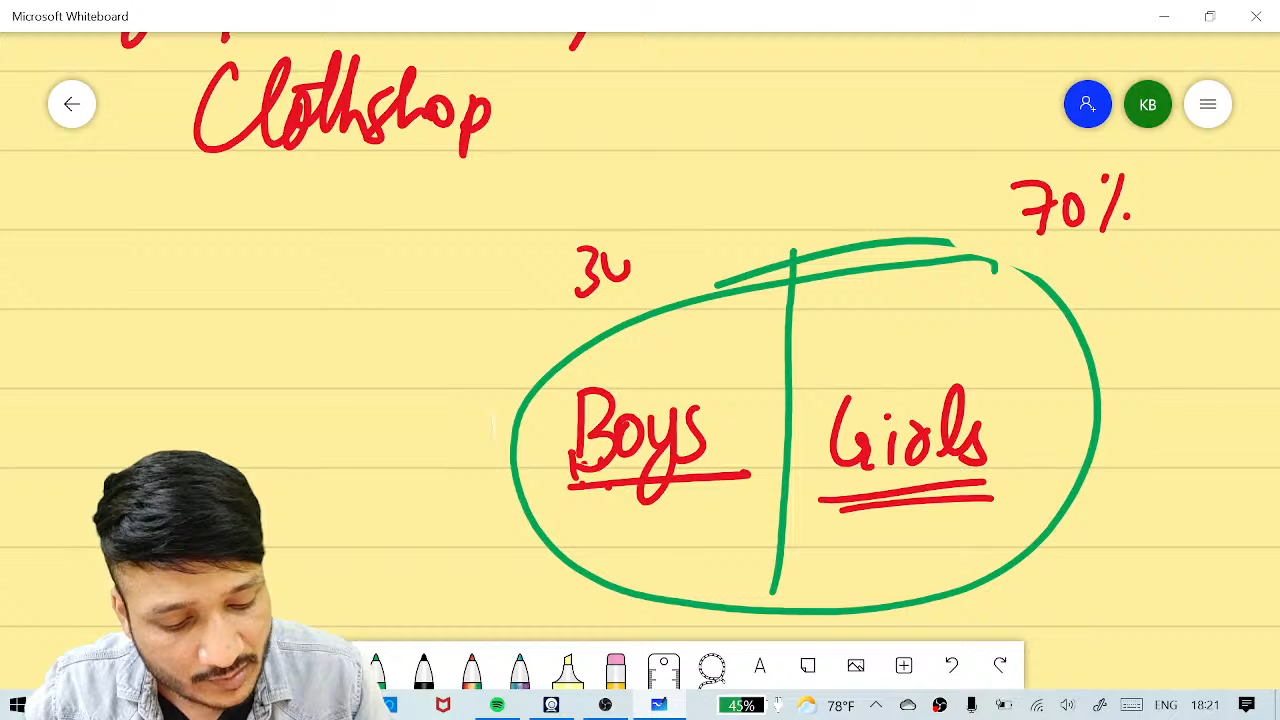 Microsoft Whiteboard
Clothshop
KB
70%
30
Boys
Girls
A
45%
78°F
ENG
18:21